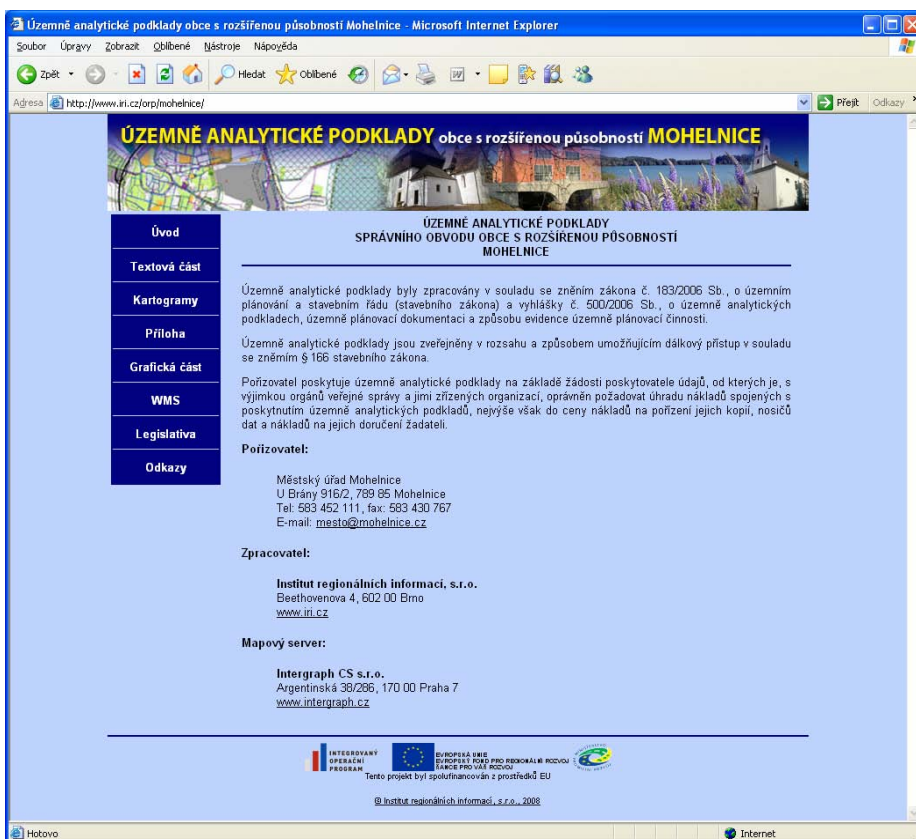 Územně analytické podklady obce s rozšířenou působností Mohelnice - Microsoft Internet Explorer
Soubor Úpravy Zobrazit Oblíbené Nástroje Nápověda
Zpět Hledat Oblíbené
Adresa http://www.iri.cz/orp/mohelnice/ Přejít Odkazy
ÚZEMNĚ ANALYTICKÉ PODKLADY obce s rozšířenou působností MOHELNICE
Úvod
Textová část
Kartogramy
Příloha
Grafická část
WMS
Legislativa
Odkazy
ÚZEMNĚ ANALYTICKÉ PODKLADY
SPRÁVNÍHO OBVODU OBCE S ROZŠÍŘENOU PŮSOBNOSTÍ
MOHELNICE
Územně analytické podklady byly zpracovány v souladu se zněním zákona č. 183/2006 Sb., o územním
plánování a stavebním řádu (stavebního zákona) a vyhlášky č. 500/2006 Sb., o územně analytických
podkladech, územně plánovací dokumentaci a způsobu evidence územně plánovací činnosti.
Územně analytické podklady jsou zveřejněny v rozsahu a způsobem umožňujícím dálkový přístup v souladu
se zněmím § 166 stavebního zákona.
Pořizovatel poskytuje územně analytické podklady na základě žádosti poskytovatele údajů, od kterých je, s
výjimkou orgánů veřejné správy a jimi zřízených organizací, oprávněn požadovat úhradu nákladů spojených s
poskytnutím územně analytických podkladů, nejvýše však do ceny nákladů na pořízení jejich kopií, nosičů
dat a nákladů na jejich doručení žadateli.
Pořizovatel:
Městský úřad Mohelnice
U Brány 916/2, 789 85 Mohelnice
Tel: 583 452 111, fax: 583 430 767
E-mail: mesto@mohelnice.cz
Zpracovatel:
Institut regionálních informací, s.r.o.
Beethovenova 4, 602 00 Brno
www.iri.cz
Mapový server:
Intergraph CS s.r.o.
Argentinská 38/286, 170 00 Praha 7
www.intergraph.cz
INTEGROVANÝ
OPERAČNÍ
PROGRAM
EVROPSKÁ UNIE
EVROPSKÝ FOND PRO REGIONÁLNÍ ROZVOJ
ŠANCE PRO VÁŠ ROZVOJ
Tento projekt byl spolufinancován z prostředků EU
@ Institut regionálních informací, s.r.o., 2008
Hotovo Internet